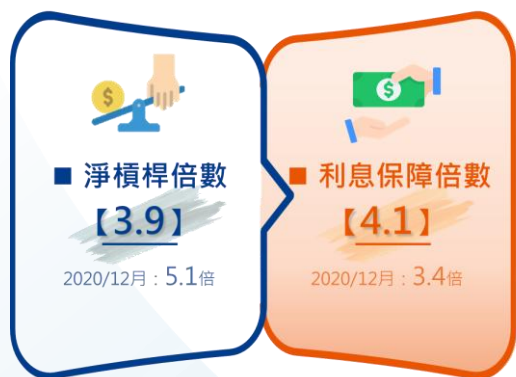 ■ 淨槓桿倍數
【3.9】
2020/12月：5.1倍
■ 利息保障倍數
【4.1】
2020/12月：3.4倍